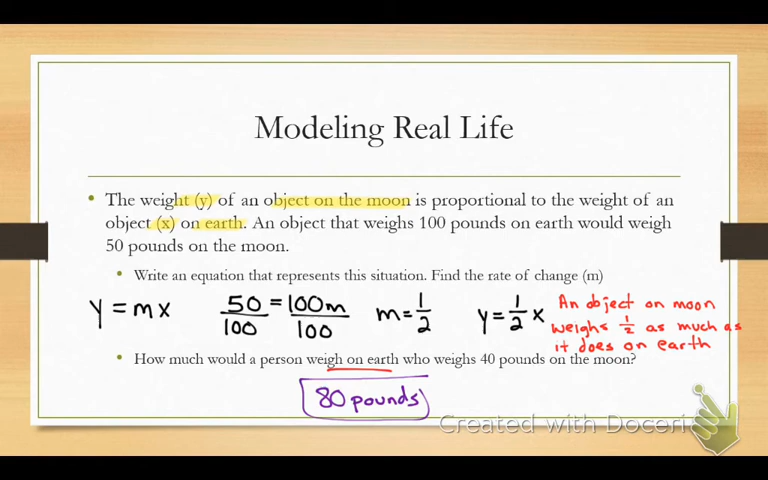 Modeling Real Life
• The weight (y) of an object on the moon is proportional to the weight of an
object (x) on earth. An object that weighs 100 pounds on earth would weigh
50 pounds on the moon.
• Write an equation that represents this situation. Find the rate of change (m)
y = mx 50/100 = 100m/100 m = 1/2 y = 1/2 x
An object on moon
weighs 1/2 as much as
it does on earth
• How much would a person weigh on earth who weighs 40 pounds on the moon?
80 pounds
Created with Doceri